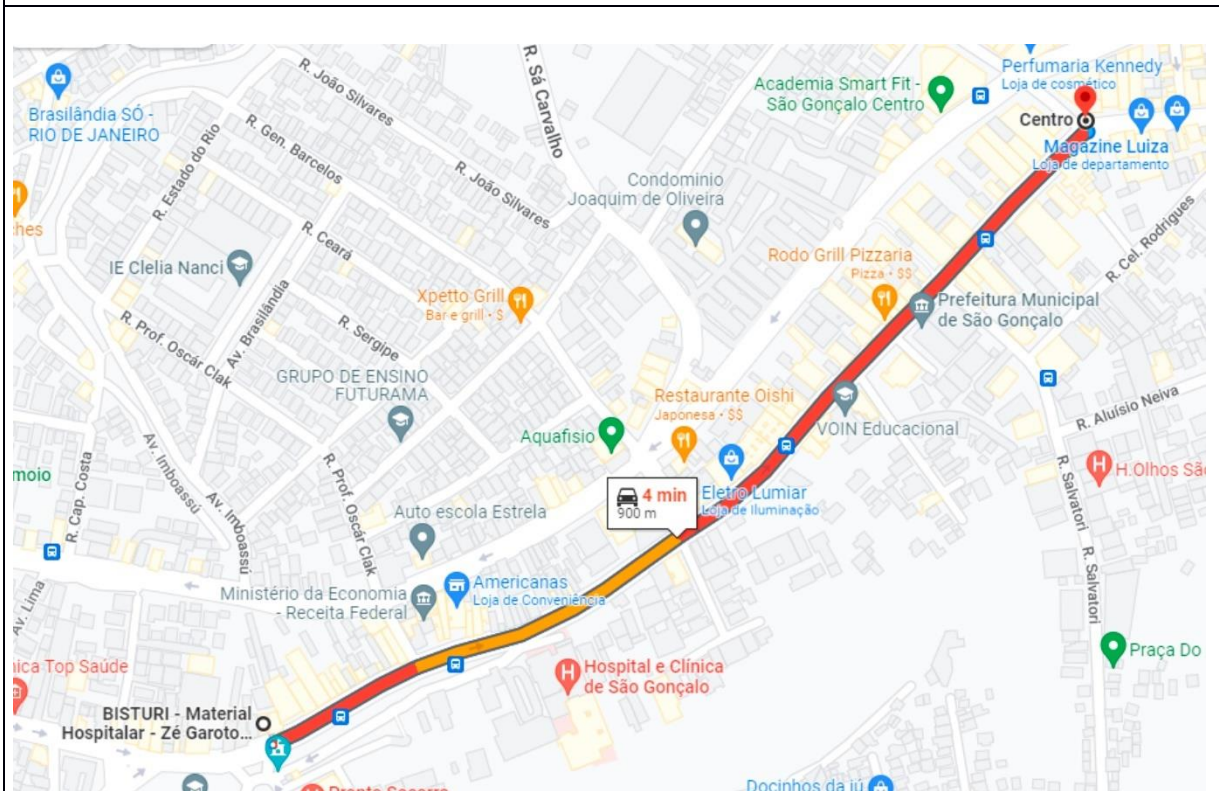 R. João Silvares
R. Sá Carvalho
Perfumaria Kennedy
Loja de cosmético
Academia Smart Fit -
São Gonçalo Centro
Brasilândia SÓ -
RIO DE JANEIRO
Centro
R. Gen. Barcelos
R. Estado do Rio
Magazine Luiza
Loja de departamento
R. João Silvares
Condominio
Joaquim de Oliveira
ches
R. Ceará
R. Cel. Rodrigues
IE Clelia Nanci
Rodo Grill Pizzaria
Pizza • $$
Xpetto Grill
Bar e grill • $
Prefeitura Municipal
de São Gonçalo
Av. Brasilândia
R. Sergipe
R. Prof. Oscár Clak
GRUPO DE ENSINO
FUTURAMA
Restaurante Oishi
Japonesa • $$
R. Aluísio Neiva
Aquafisio
VOIN Educacional
Av. Imboassú
R. Cap. Costa
moio
R. Prof. Oscár Clak
H.Olhos São
R. Salvatori
4 min
900 m
Eletro Lumiar
Loja de Iluminação
Av. Imboassú
Auto escola Estrela
R. Salvatori
Ministério da Economia
- Receita Federal
Americanas
Loja de Conveniência
Av. Lima
Praça Do
nica Top Saúde
Hospital e Clínica
de São Gonçalo
BISTURI - Material
Hospitalar - Zé Garoto...
Pronto Socorro
Docinhos da jú